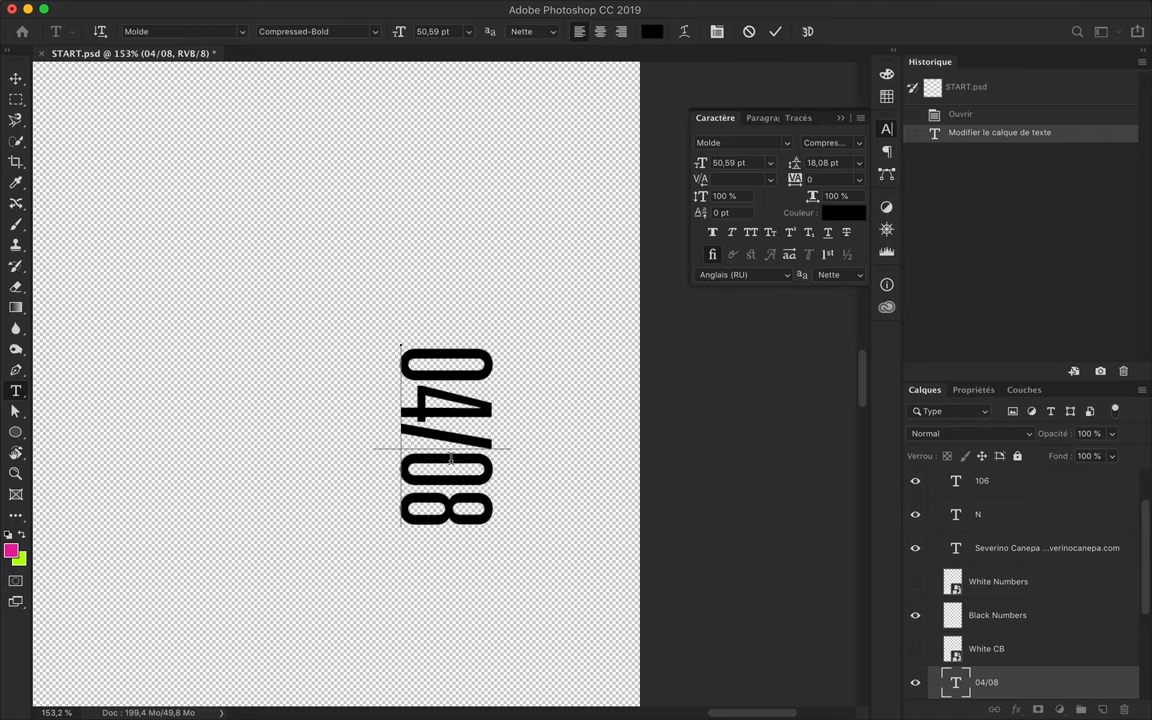 Adobe Photoshop CC 2019
Molde
Compressed-Bold
50,59 pt
Nette
3D
START.psd @ 153% (04/08, RVB/8) *
Historique
START.psd
Ouvrir
Modifier le calque de texte
Caractère
Paragra
Tracés
Molde
Compres...
50,59 pt
18,08 pt
0
100 %
100 %
0 pt
Couleur :
Anglais (RU)
Nette
04/08
Calques
Propriétés
Couches
Type
Normal
Opacité : 100 %
Verrou :
Fond : 100 %
106
N
Severino Canepa ...verinocanepa.com
White Numbers
Black Numbers
White CB
04/08
153,2 %
Doc : 199,4 Mo/49,8 Mo